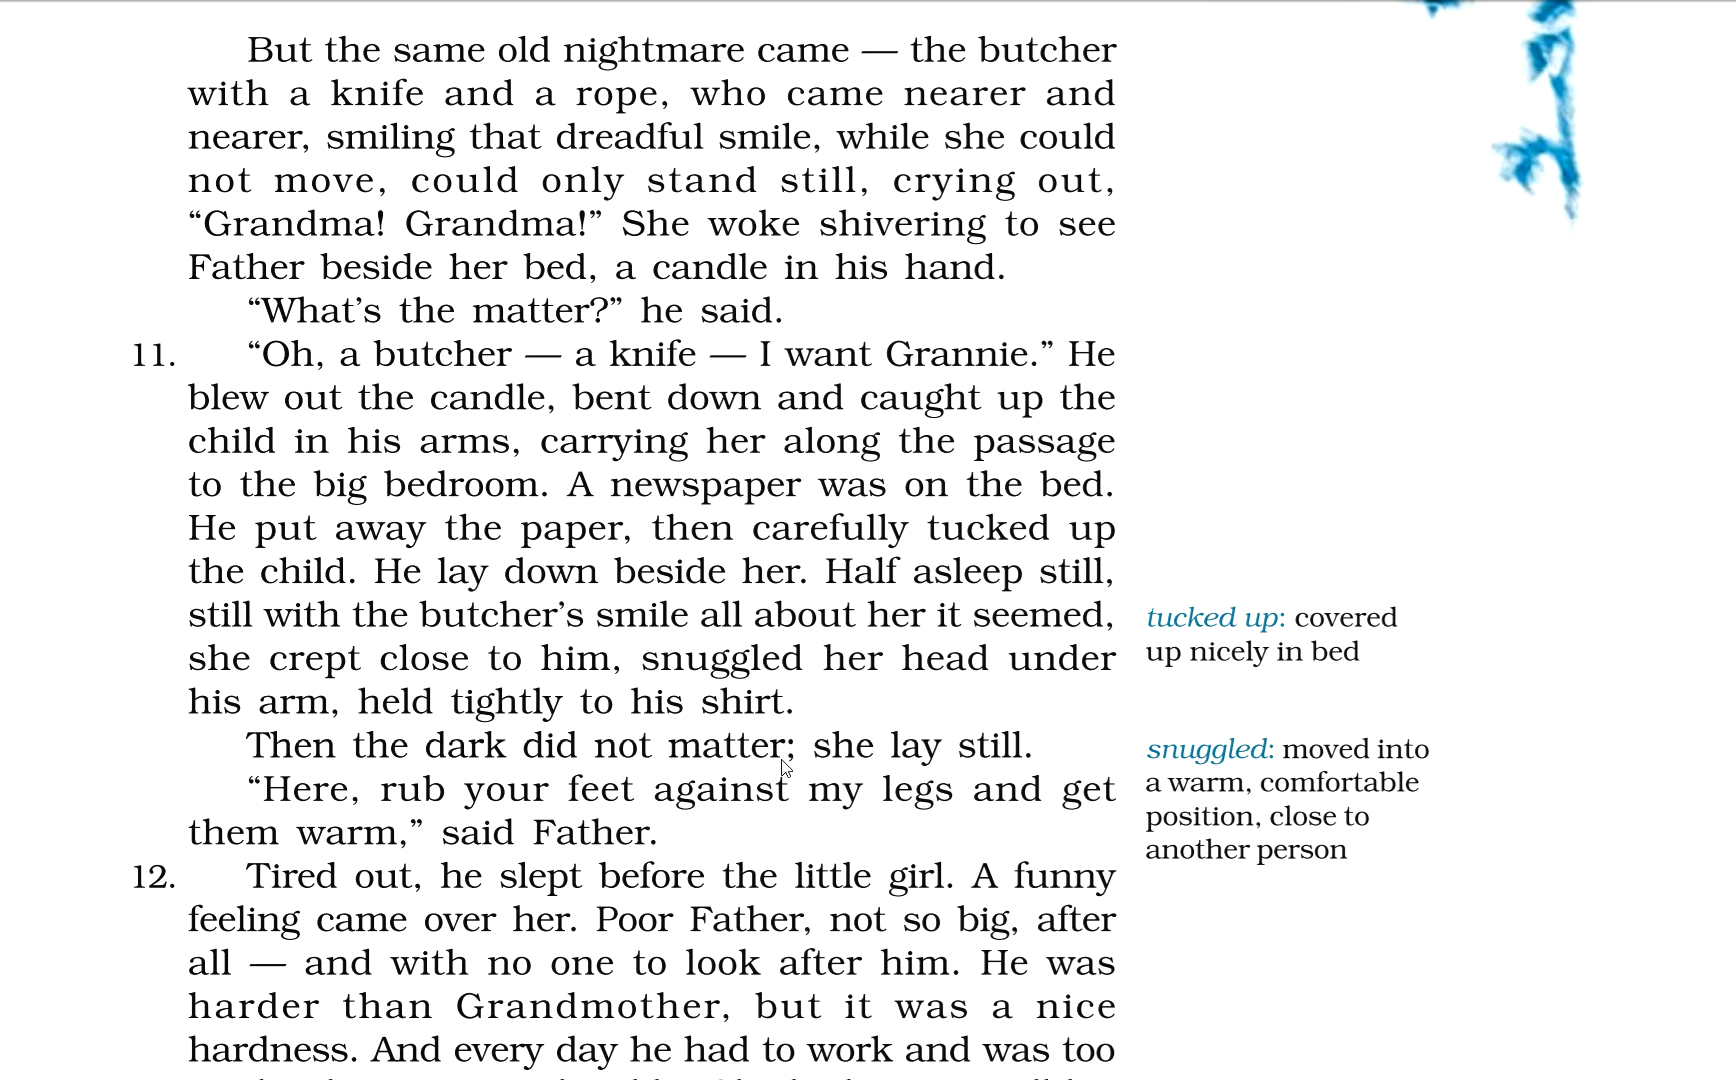 But the same old nightmare came — the butcher
with a knife and a rope, who came nearer and
nearer, smiling that dreadful smile, while she could
not move, could only stand still, crying out,
“Grandma! Grandma!” She woke shivering to see
Father beside her bed, a candle in his hand.
“What’s the matter?” he said.
11. “Oh, a butcher — a knife — I want Grannie.” He
blew out the candle, bent down and caught up the
child in his arms, carrying her along the passage
to the big bedroom. A newspaper was on the bed.
He put away the paper, then carefully tucked up
the child. He lay down beside her. Half asleep still,
still with the butcher’s smile all about her it seemed,
she crept close to him, snuggled her head under
his arm, held tightly to his shirt.
Then the dark did not matter; she lay still.
“Here, rub your feet against my legs and get
them warm,” said Father.
12. Tired out, he slept before the little girl. A funny
feeling came over her. Poor Father, not so big, after
all — and with no one to look after him. He was
harder than Grandmother, but it was a nice
hardness. And every day he had to work and was too
tucked up: covered
up nicely in bed
snuggled: moved into
a warm, comfortable
position, close to
another person